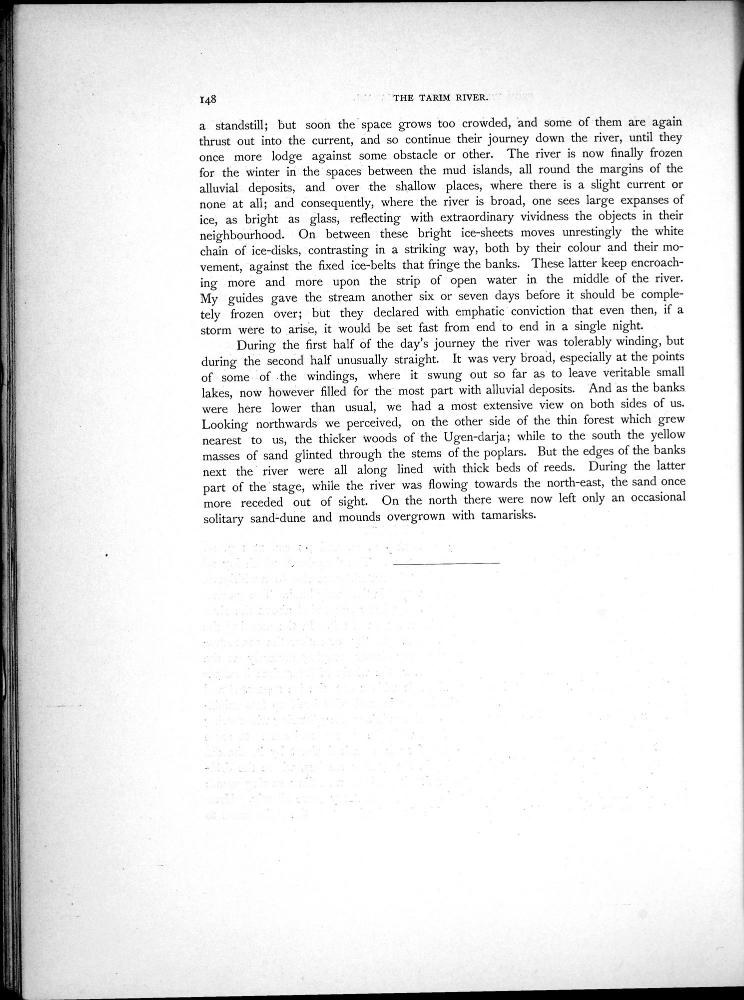 148 THE TARIM RIVER.
a standstill; but soon the space grows too crowded, and some of them are again
thrust out into the current, and so continue their journey down the river, until they
once more lodge against some obstacle or other. The river is now finally frozen
for the winter in the spaces between the mud islands, all round the margins of the
alluvial deposits, and over the shallow places, where there is a slight current or
none at all; and consequently, where the river is broad, one sees large expanses of
ice, as bright as glass, reflecting with extraordinary vividness the objects in their
neighbourhood. On between these bright ice-sheets moves unrestingly the white
chain of ice-disks, contrasting in a striking way, both by their colour and their mo-
vement, against the fixed ice-belts that fringe the banks. These latter keep encroach-
ing more and more upon the strip of open water in the middle of the river.
My guides gave the stream another six or seven days before it should be comple-
tely frozen over; but they declared with emphatic conviction that even then, if a
storm were to arise, it would be set fast from end to end in a single night.
During the first half of the day's journey the river was tolerably winding, but
during the second half unusually straight. It was very broad, especially at the points
of some of the windings, where it swung out so far as to leave veritable small
lakes, now however filled for the most part with alluvial deposits. And as the banks
were here lower than usual, we had a most extensive view on both sides of us.
Looking northwards we perceived, on the other side of the thin forest which grew
nearest to us, the thicker woods of the Ugen-darja; while to the south the yellow
masses of sand glinted through the stems of the poplars. But the edges of the banks
next the river were all along lined with thick beds of reeds. During the latter
part of the stage, while the river was flowing towards the north-east, the sand once
more receded out of sight. On the north there were now left only an occasional
solitary sand-dune and mounds overgrown with tamarisks.